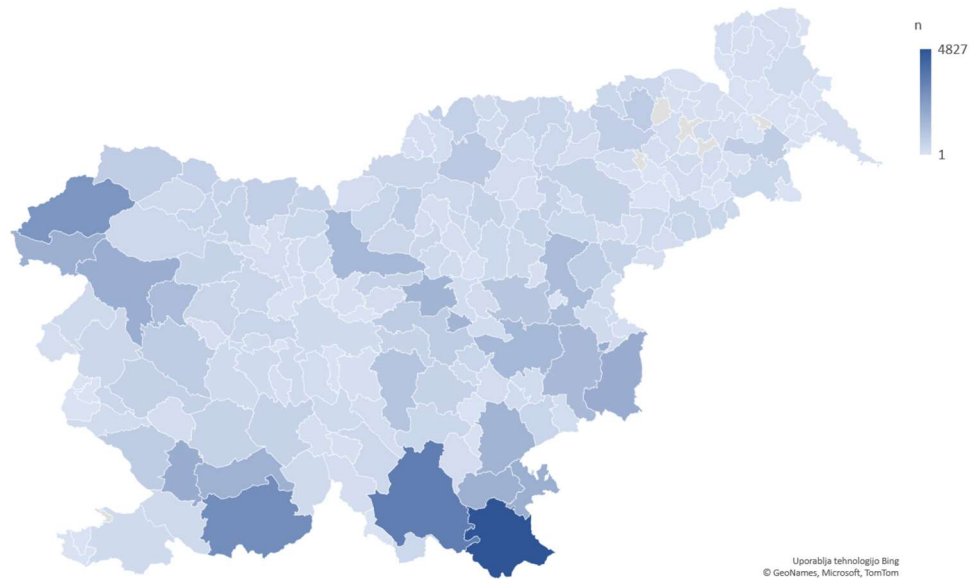 n
4827
1
Uporablja tehnologijo Bing
© GeoNames, Microsoft, TomTom